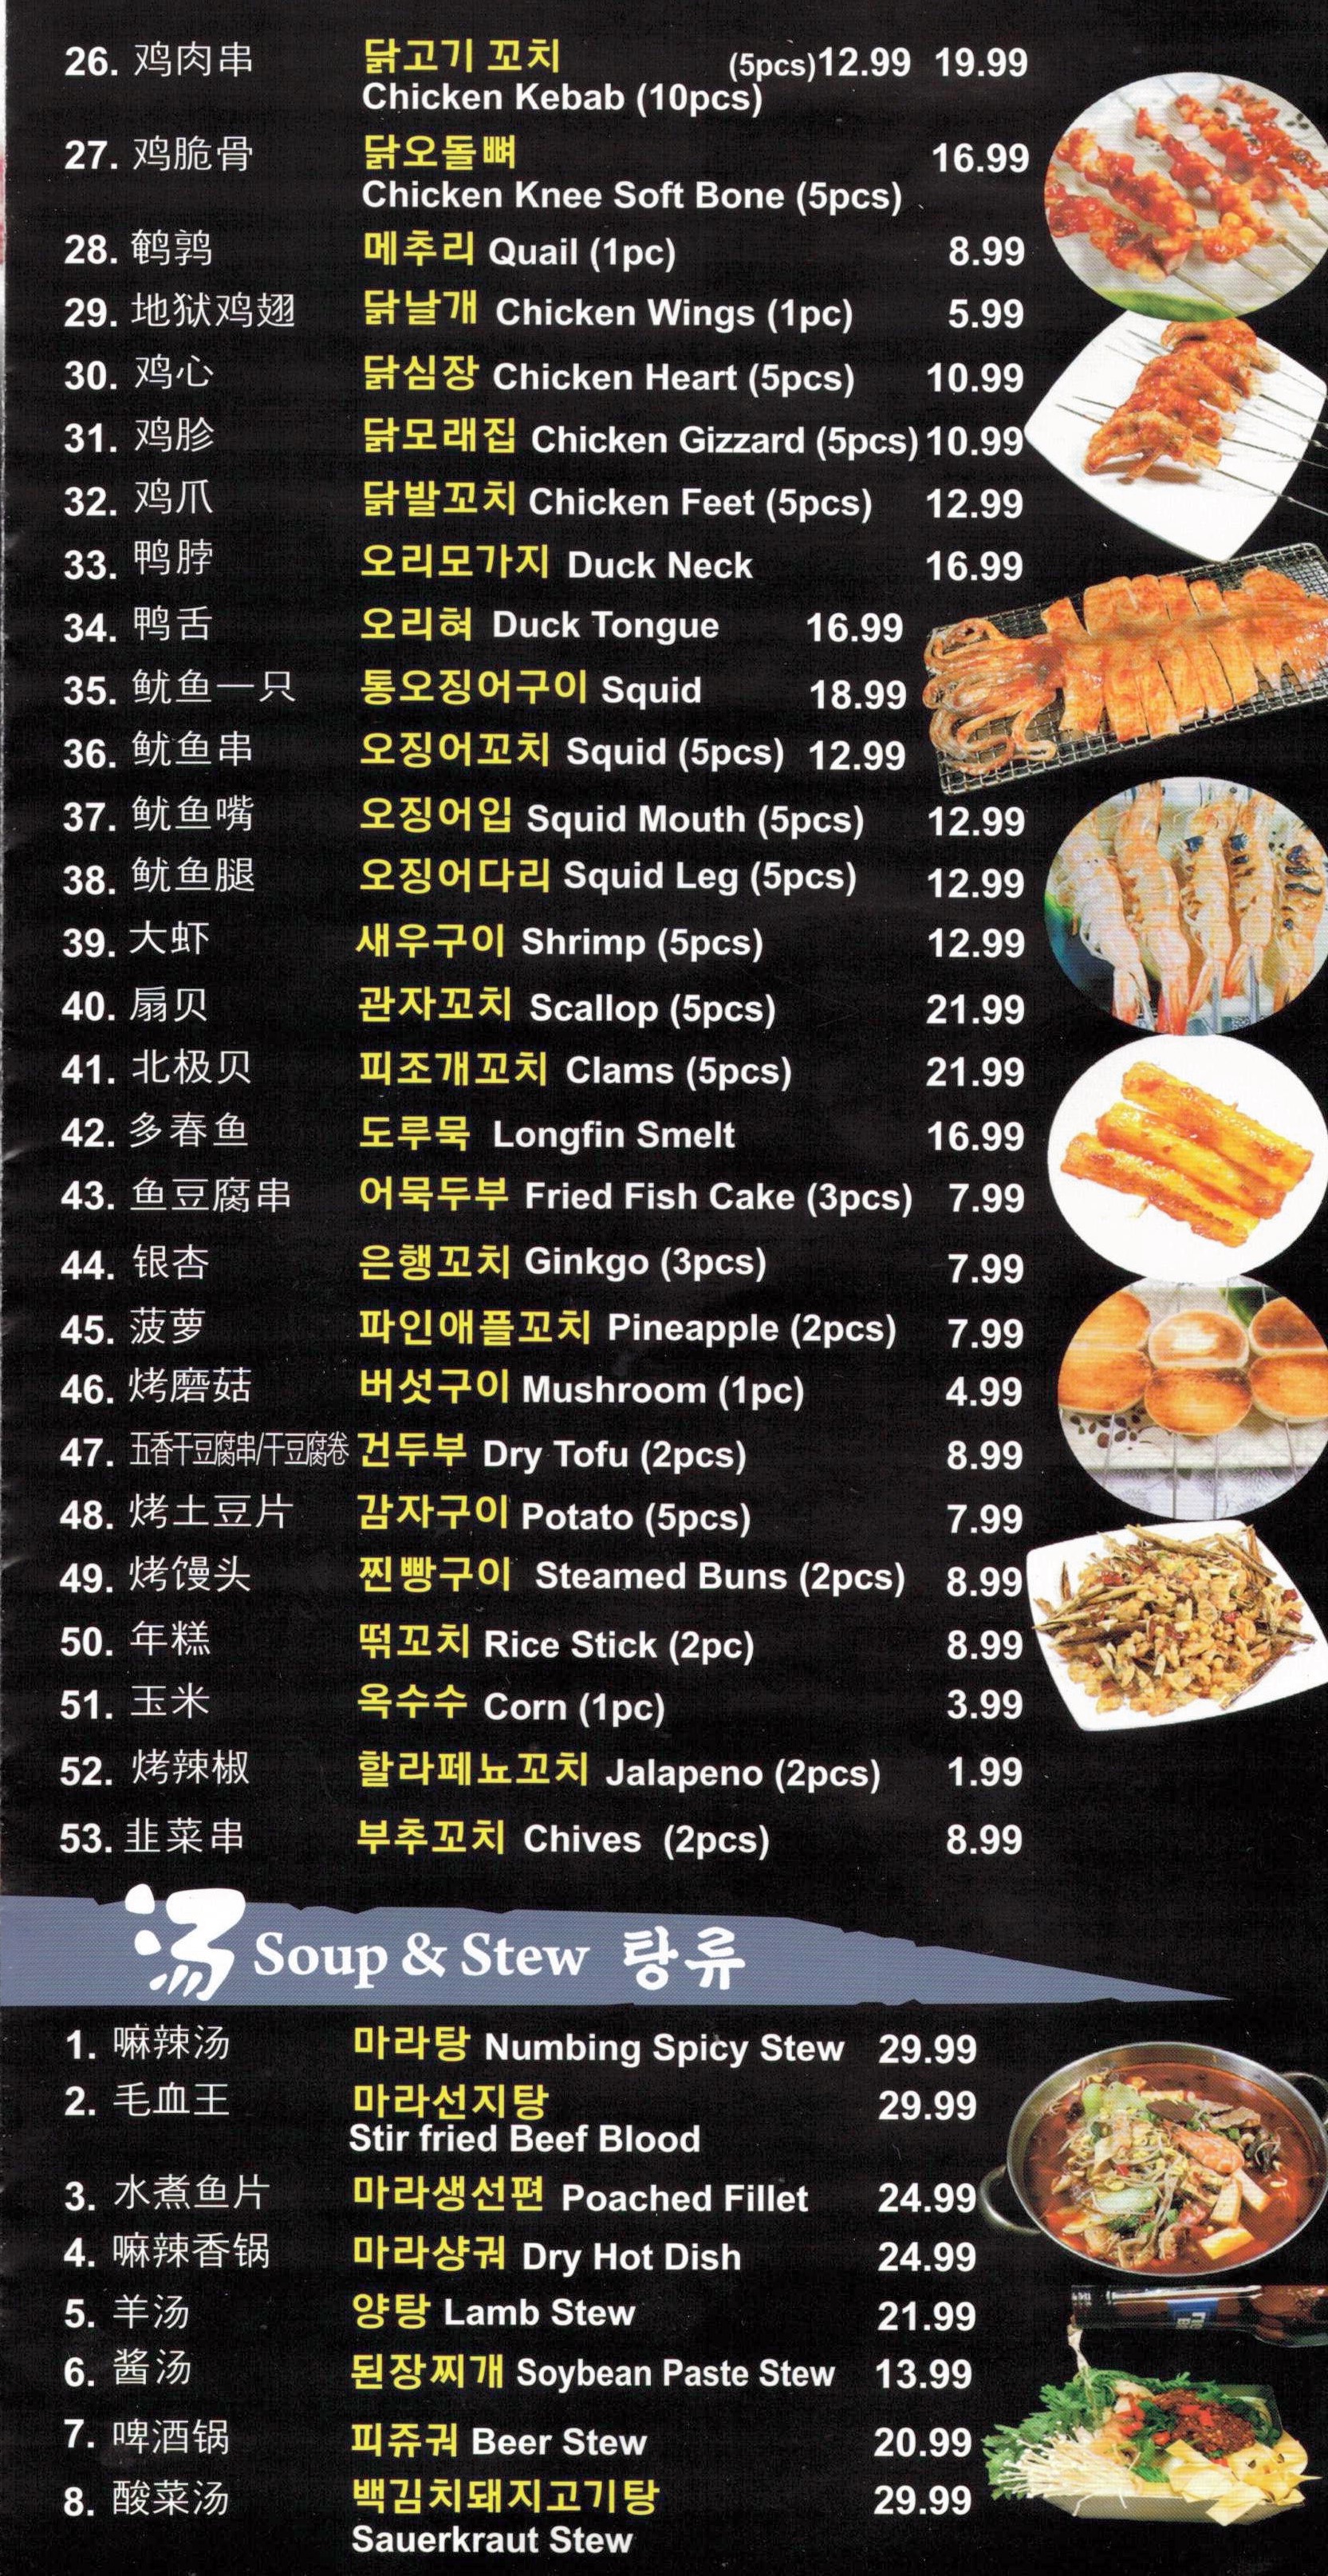 26. 鸡肉串 닭고기 꼬치 (5pcs)12.99 19.99
Chicken Kebab (10pcs)
27. 鸡脆骨 닭오돌뼈 16.99
Chicken Knee Soft Bone (5pcs)
28. 鹌鹑 메추리 Quail (1pc) 8.99
29. 地狱鸡翅 닭날개 Chicken Wings (1pc) 5.99
30. 鸡心 닭심장 Chicken Heart (5pcs) 10.99
31. 鸡胗 닭모래집 Chicken Gizzard (5pcs) 10.99
32. 鸡爪 닭발꼬치 Chicken Feet (5pcs) 12.99
33. 鸭脖 오리모가지 Duck Neck 16.99
34. 鸭舌 오리혀 Duck Tongue 16.99
35. 鱿鱼一只 통오징어구이 Squid 18.99
36. 鱿鱼串 오징어꼬치 Squid (5pcs) 12.99
37. 鱿鱼嘴 오징어입 Squid Mouth (5pcs) 12.99
38. 鱿鱼腿 오징어다리 Squid Leg (5pcs) 12.99
39. 大虾 새우구이 Shrimp (5pcs) 12.99
40. 扇贝 관자꼬치 Scallop (5pcs) 21.99
41. 北极贝 피조개꼬치 Clams (5pcs) 21.99
42. 多春鱼 도루묵 Longfin Smelt 16.99
43. 鱼豆腐串 어묵두부 Fried Fish Cake (3pcs) 7.99
44. 银杏 은행꼬치 Ginkgo (3pcs) 7.99
45. 菠萝 파인애플꼬치 Pineapple (2pcs) 7.99
46. 烤磨菇 버섯구이 Mushroom (1pc) 4.99
47. 五香干豆腐串/干豆腐卷 건두부 Dry Tofu (2pcs) 8.99
48. 烤土豆片 감자구이 Potato (5pcs) 7.99
49. 烤馒头 찐빵구이 Steamed Buns (2pcs) 8.99
50. 年糕 떡꼬치 Rice Stick (2pc) 8.99
51. 玉米 옥수수 Corn (1pc) 3.99
52. 烤辣椒 할라페뇨꼬치 Jalapeno (2pcs) 1.99
53. 韭菜串 부추꼬치 Chives (2pcs) 8.99
汤 Soup & Stew 탕류
1. 嘛辣汤 마라탕 Numbing Spicy Stew 29.99
2. 毛血王 마라선지탕 29.99
Stir fried Beef Blood
3. 水煮鱼片 마라생선편 Poached Fillet 24.99
4. 嘛辣香锅 마라샹궈 Dry Hot Dish 24.99
5. 羊汤 양탕 Lamb Stew 21.99
6. 酱汤 된장찌개 Soybean Paste Stew 13.99
7. 啤酒锅 피쥬궈 Beer Stew 20.99
8. 酸菜汤 백김치돼지고기탕 29.99
Sauerkraut Stew